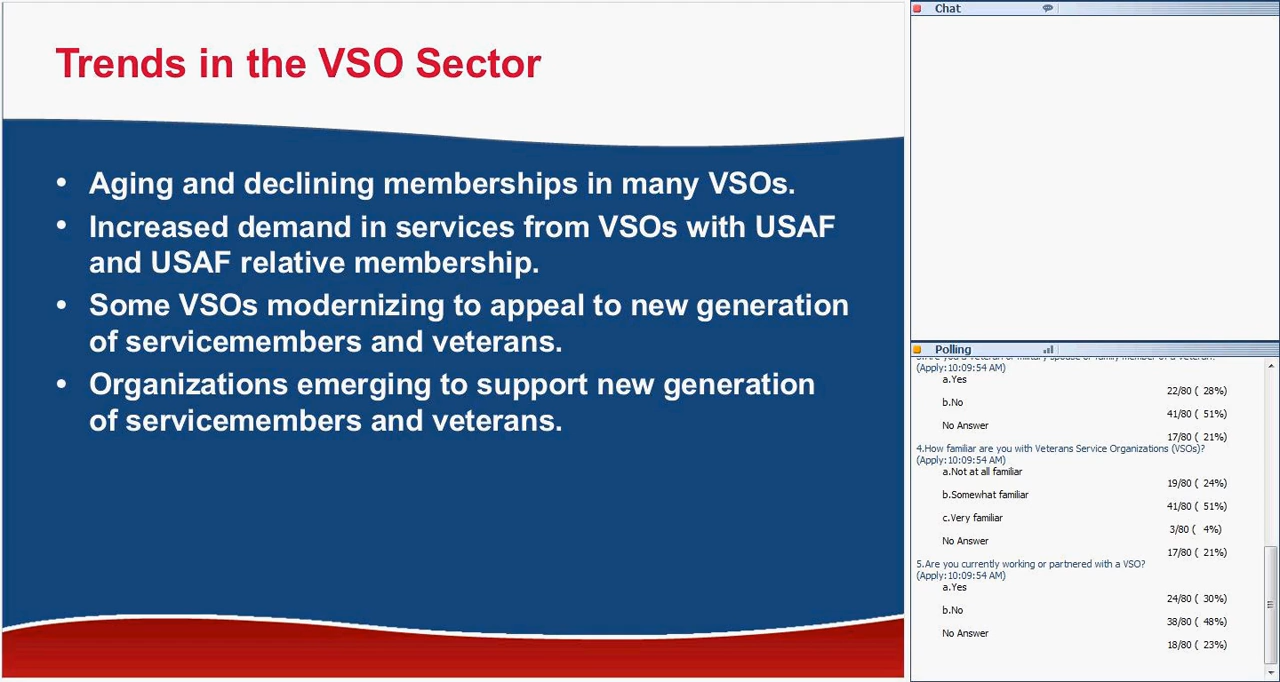 Trends in the VSO Sector
• Aging and declining memberships in many VSOs.
• Increased demand in services from VSOs with USAF
and USAF relative membership.
• Some VSOs modernizing to appeal to new generation
of servicemembers and veterans.
• Organizations emerging to support new generation
of servicemembers and veterans.
Chat
Polling
(Apply:10:09:54 AM)
a.Yes
22/80 ( 28%)
b.No
41/80 ( 51%)
No Answer
17/80 ( 21%)
4.How familiar are you with Veterans Service Organizations (VSOs)?
(Apply:10:09:54 AM)
a.Not at all familiar
19/80 ( 24%)
b.Somewhat familiar
41/80 ( 51%)
c.Very familiar
3/80 ( 4%)
No Answer
17/80 ( 21%)
5.Are you currently working or partnered with a VSO?
(Apply:10:09:54 AM)
a.Yes
24/80 ( 30%)
b.No
38/80 ( 48%)
No Answer
18/80 ( 23%)